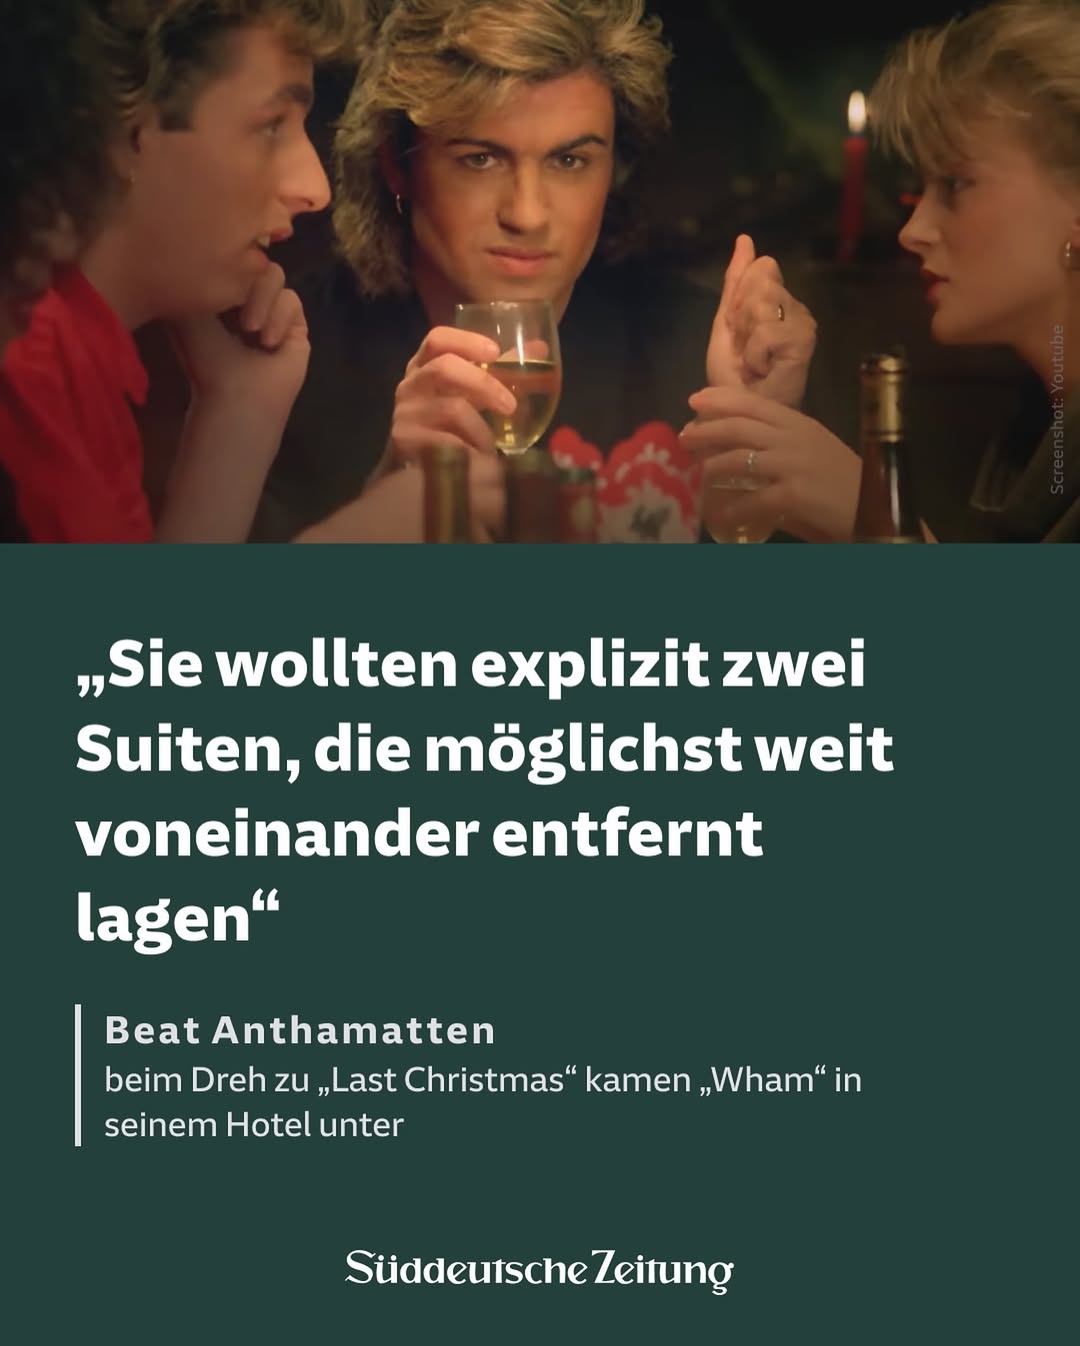 Screenshot: Youtube
„Sie wollten explizit zwei
Suiten, die möglichst weit
voneinander entfernt
lagen“
Beat Anthamatten
beim Dreh zu „Last Christmas“ kamen „Wham“ in
seinem Hotel unter
Süddeutsche Zeitung